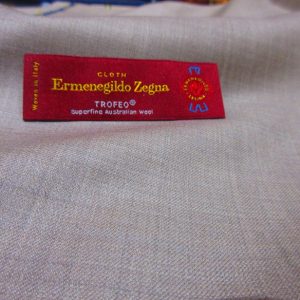 Woven in Italy
CLOTH
Ermenegildo Zegna
TROFEO®
Superfine Australian Wool